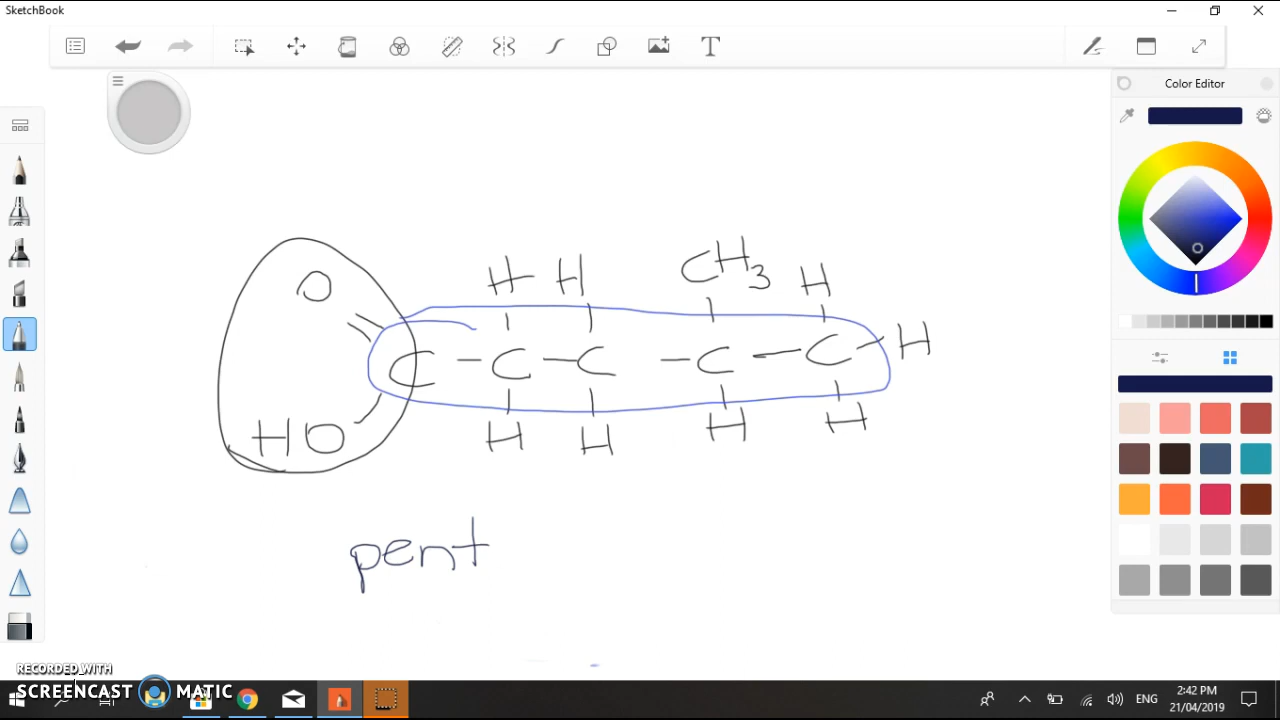 SketchBook
Color Editor
CH3
H H H
O
C - C - C - C - C - H
HO H H H H
pent
RECORDED WITH
SCREENCAST MATIC
ENG
2:42 PM
21/04/2019